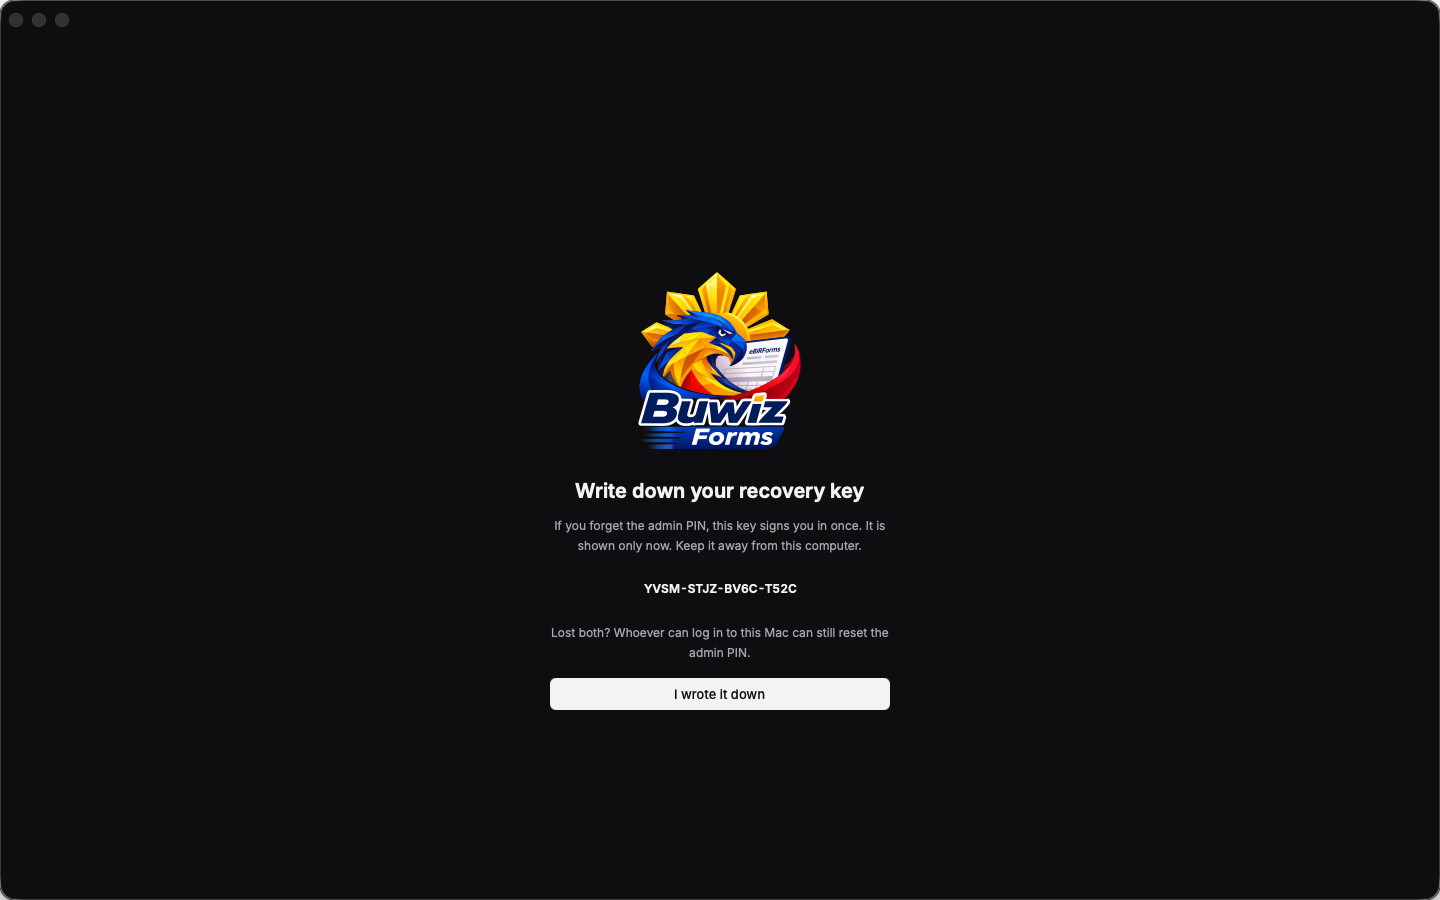 eBIRForms
Buwiz
Forms
Write down your recovery key
If you forget the admin PIN, this key signs you in once. It is
shown only now. Keep it away from this computer.
YVSM-STJZ-BV6C-T52C
Lost both? Whoever can log in to this Mac can still reset the
admin PIN.
I wrote it down